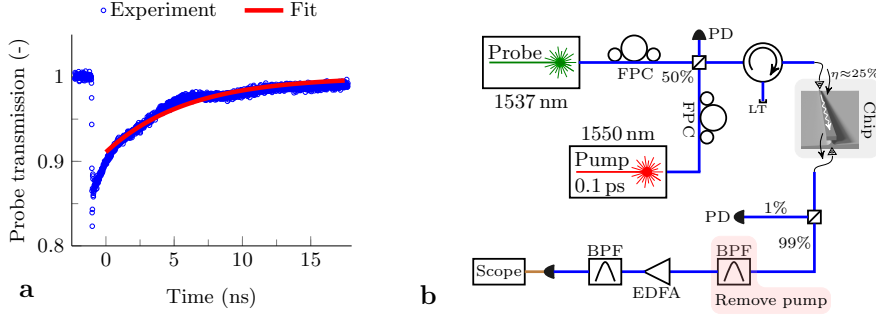 Experiment
Fit
Probe transmission (-)
1
0.9
0.8
0
5
10
15
Time (ns)
a
Probe
1537 nm
FPC
50%
PD
FPC
1550 nm
Pump
0.1 ps
LT
η≈25%
Chip
PD
1%
99%
BPF
Remove pump
EDFA
BPF
Scope
b